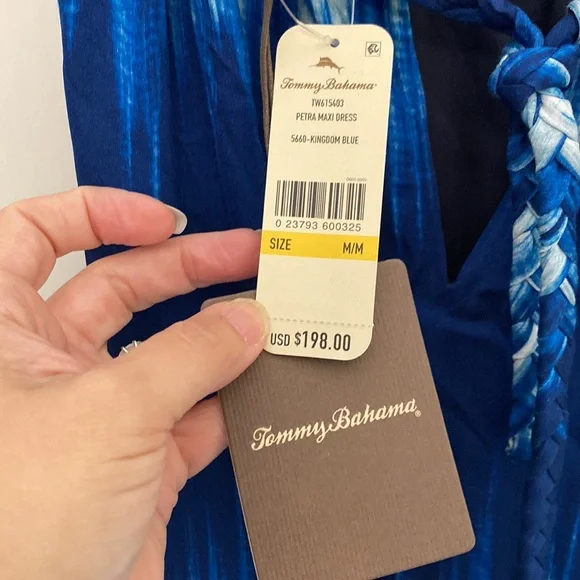 Tommy Bahama
TW615403
PETRA MAXI DRESS
5660-KINGDOM BLUE
0 23793 600325
SIZE M/M
USD $198.00
Tommy Bahama®